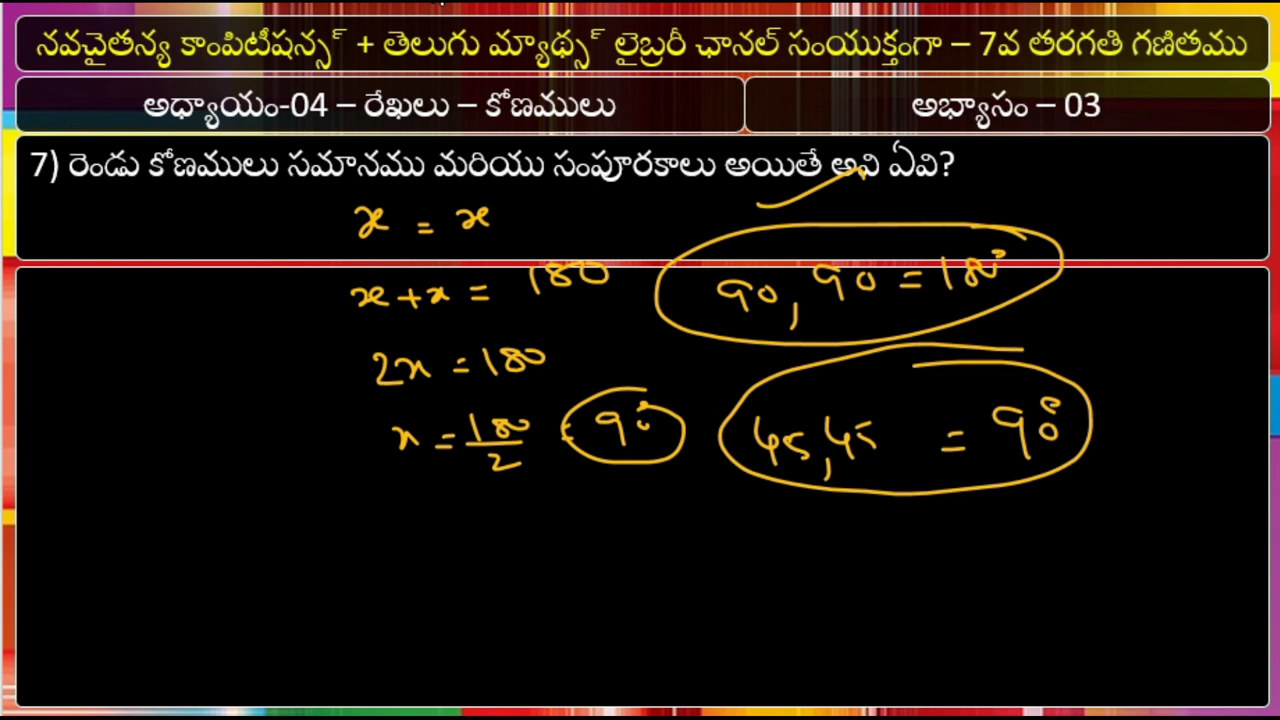 నవచైతన్య కాంపిటీషన్స్ + తెలుగు మ్యాథ్స్ లైబ్రరీ ఛానల్ సంయుక్తంగా – 7వ తరగతి గణితము
అధ్యాయం-04 – రేఖలు – కోణములు
అభ్యాసం – 03
7) రెండు కోణములు సమానము మరియు సంపూరకాలు అయితే అవి ఏవి?
x = x
x + x = 180
90, 90 = 180°
2x = 180
x = 180/2 = 90°
45, 45 = 90°